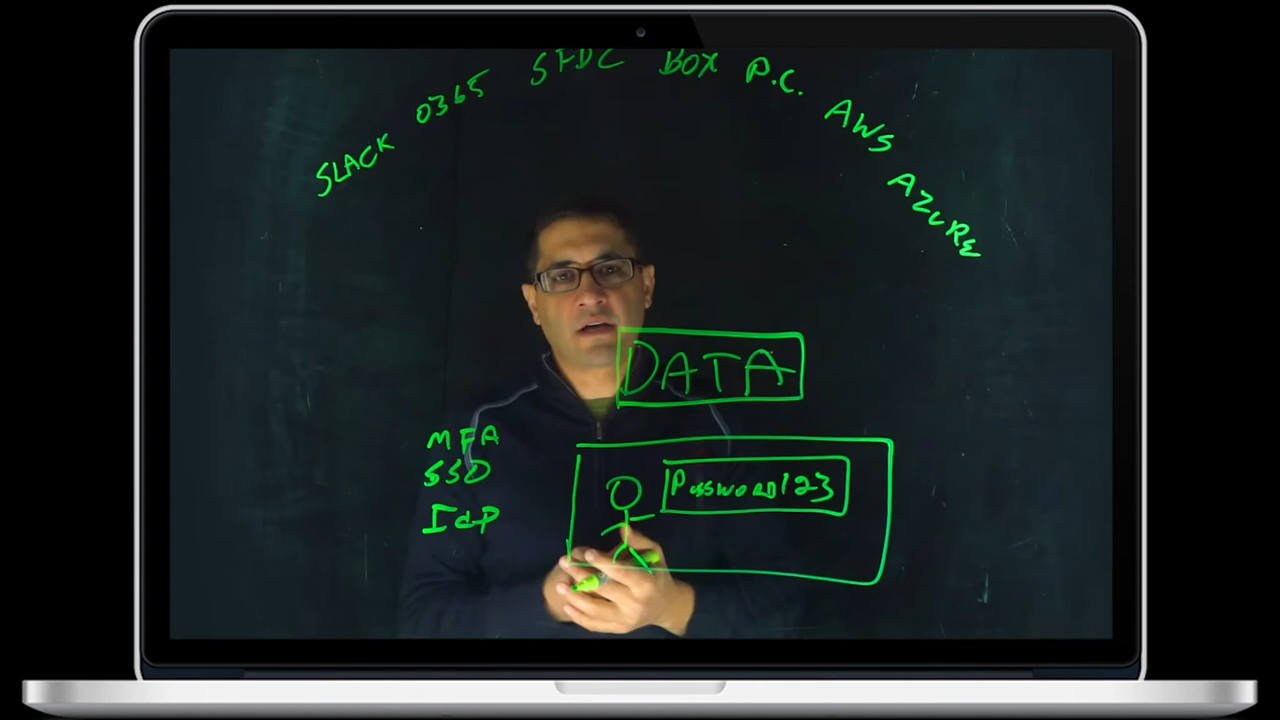 SLACK O365 SFDC BOX P.C. AWS AZURE
DATA
MFA
SSO
IdP
Password123